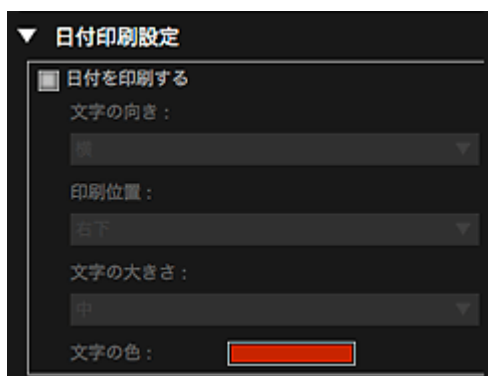 ▼ 日付印刷設定
日付を印刷する
文字の向き：
横
印刷位置：
右下
文字の大きさ：
中
文字の色：